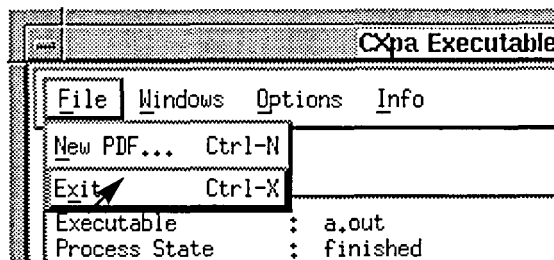 CXpa Executable
File Windows Options Info
New PDF... Ctrl-N
Exit Ctrl-X
Executable : a.out
Process State : finished